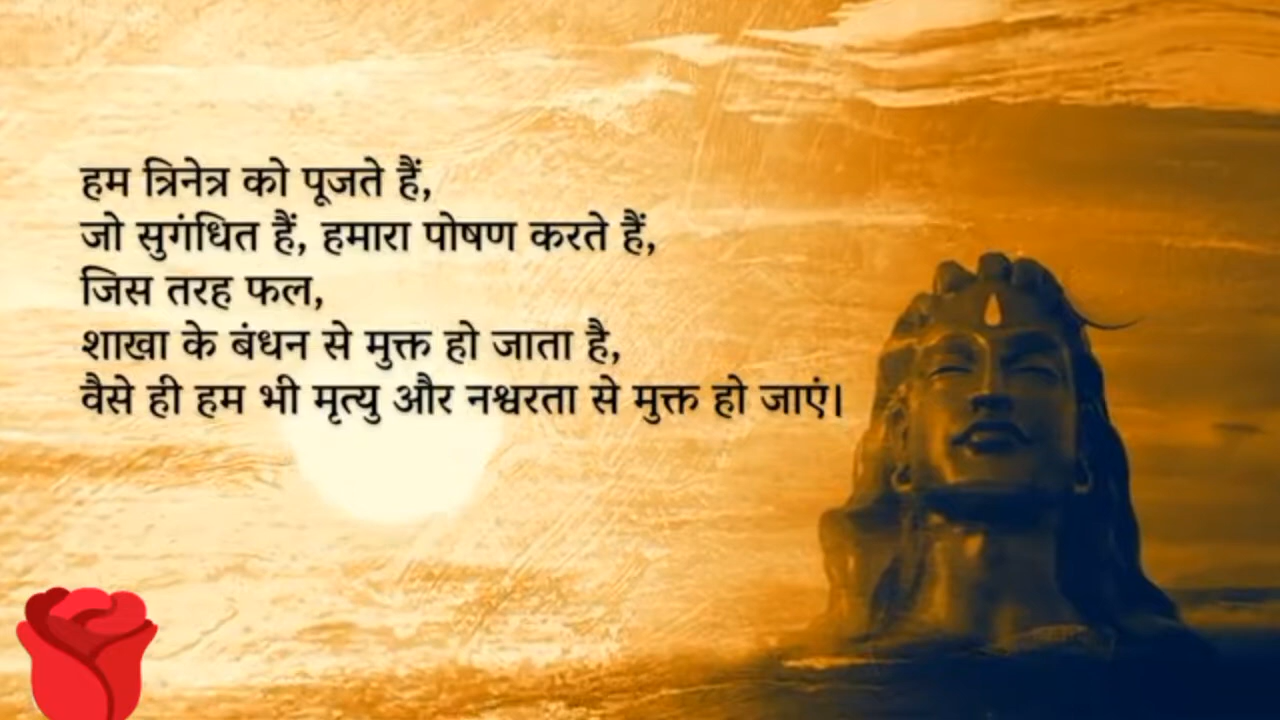 हम त्रिनेत्र को पूजते हैं,
जो सुगंधित हैं, हमारा पोषण करते हैं,
जिस तरह फल,
शाखा के बंधन से मुक्त हो जाता है,
वैसे ही हम भी मृत्यु और नश्वरता से मुक्त हो जाएं।